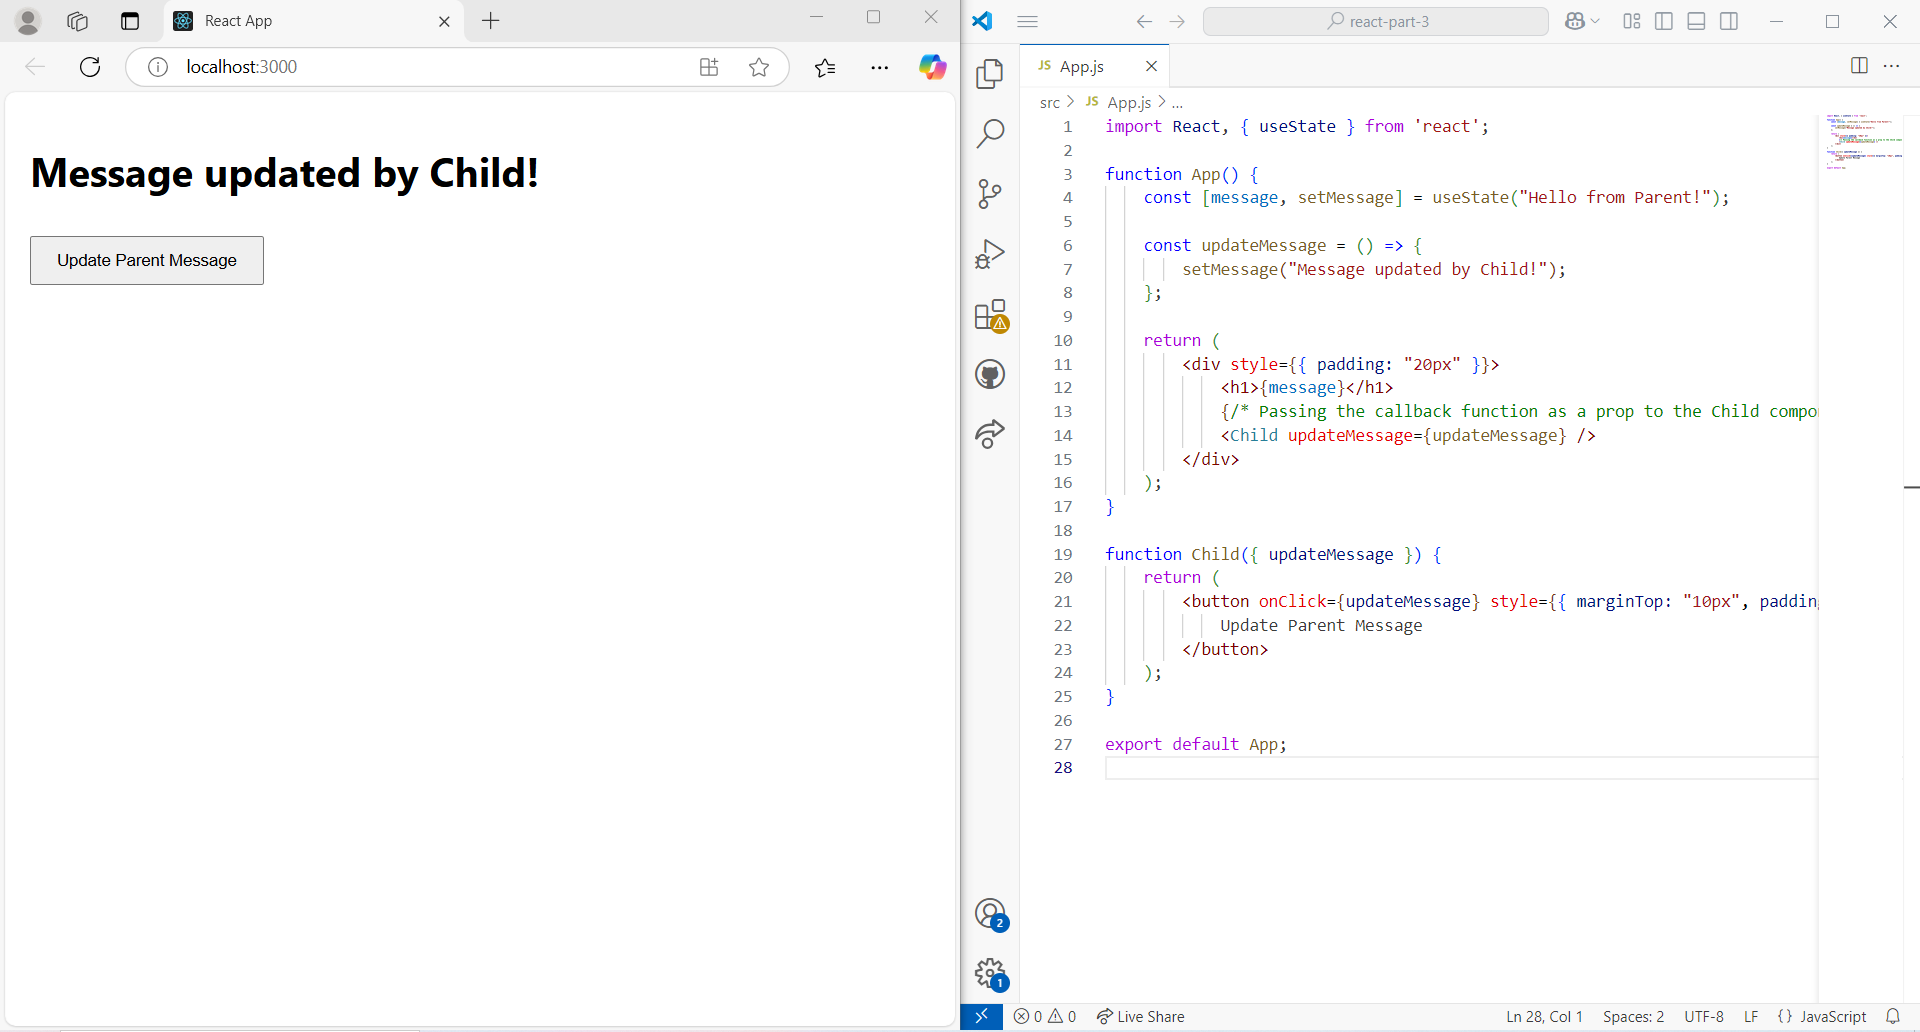 React App
localhost:3000
Message updated by Child!
Update Parent Message
react-part-3
JS App.js
src > JS App.js > ...
1 import React, { useState } from 'react';
2
3 function App() {
4 const [message, setMessage] = useState("Hello from Parent!");
5
6 const updateMessage = () => {
7 setMessage("Message updated by Child!");
8 };
9
10 return (
11 <div style={{ padding: "20px" }}>
12 <h1>{message}</h1>
13 {/* Passing the callback function as a prop to the Child compo
14 <Child updateMessage={updateMessage} />
15 </div>
16 );
17 }
18
19 function Child({ updateMessage }) {
20 return (
21 <button onClick={updateMessage} style={{ marginTop: "10px", padding
22 Update Parent Message
23 </button>
24 );
25 }
26
27 export default App;
28
2
1
0 0 Live Share Ln 28, Col 1 Spaces: 2 UTF-8 LF {} JavaScript